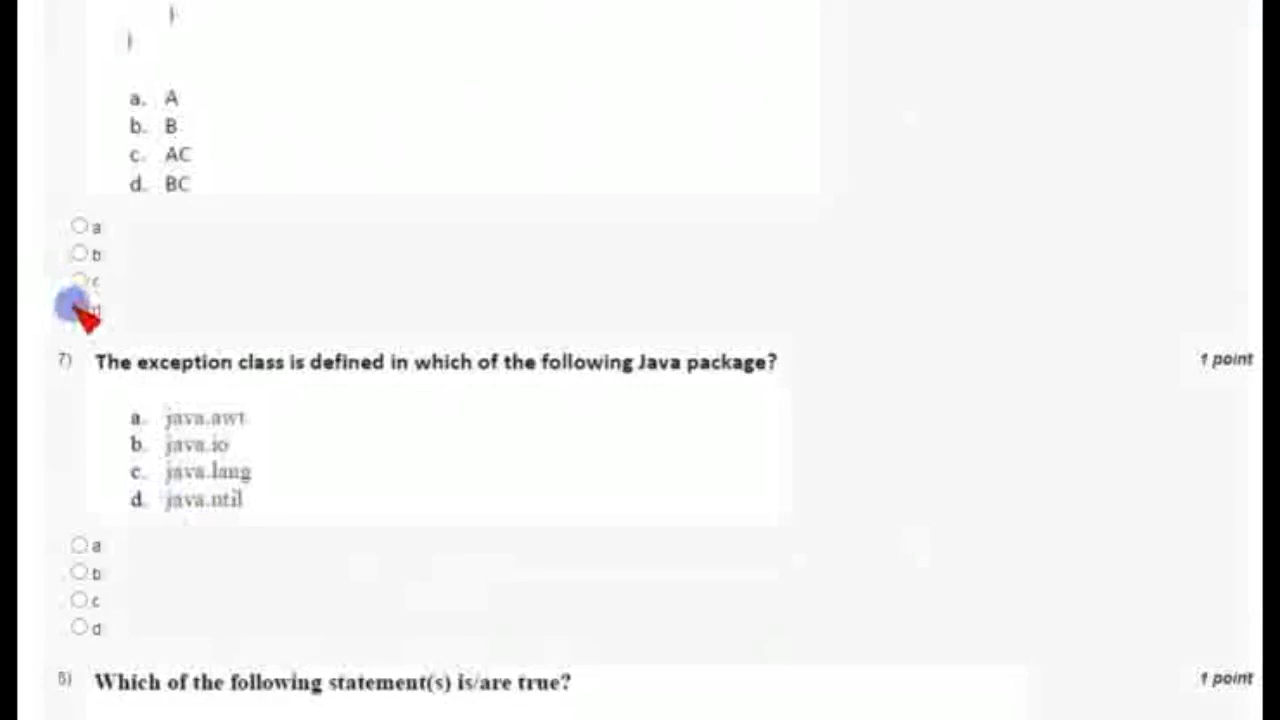 }
}
a. A
b. B
c. AC
d. BC
a
b
c
d
7) The exception class is defined in which of the following Java package? 1 point
a. java.awt
b. java.io
c. java.lang
d. java.util
a
b
c
d
8) Which of the following statement(s) is/are true? 1 point